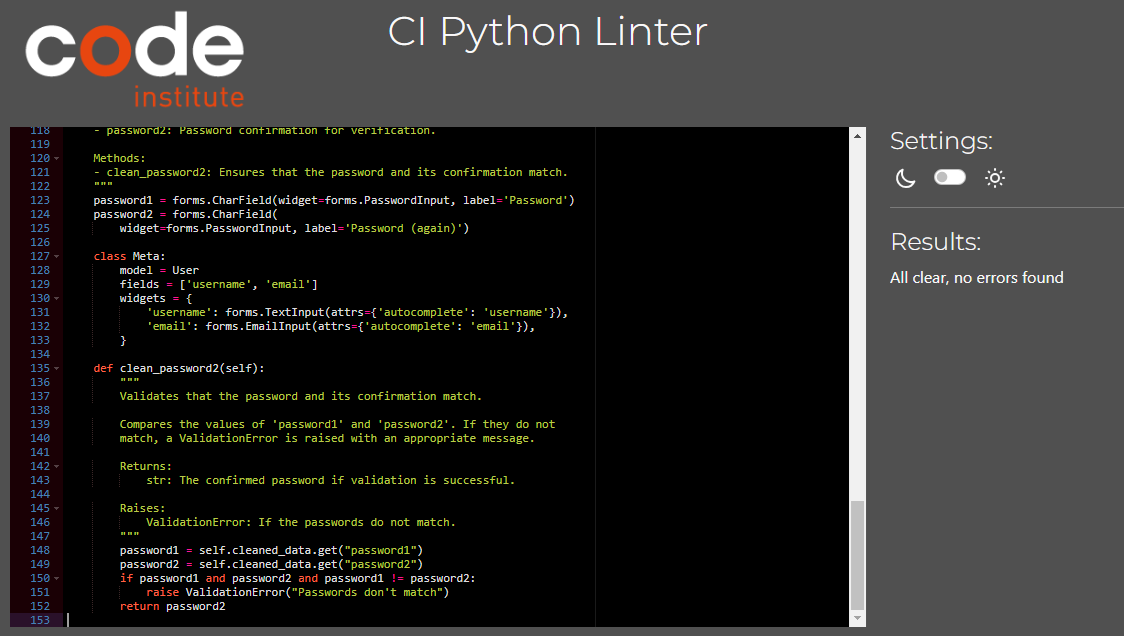 code
institute
CI Python Linter
118 - password2: Password confirmation for verification.
119
120 Methods:
121 - clean_password2: Ensures that the password and its confirmation match.
122 """
123 password1 = forms.CharField(widget=forms.PasswordInput, label='Password')
124 password2 = forms.CharField(
125 widget=forms.PasswordInput, label='Password (again)')
126
127 class Meta:
128 model = User
129 fields = ['username', 'email']
130 widgets = {
131 'username': forms.TextInput(attrs={'autocomplete': 'username'}),
132 'email': forms.EmailInput(attrs={'autocomplete': 'email'}),
133 }
134
135 def clean_password2(self):
136 """
137 Validates that the password and its confirmation match.
138
139 Compares the values of 'password1' and 'password2'. If they do not
140 match, a ValidationError is raised with an appropriate message.
141
142 Returns:
143 str: The confirmed password if validation is successful.
144
145 Raises:
146 ValidationError: If the passwords do not match.
147 """
148 password1 = self.cleaned_data.get("password1")
149 password2 = self.cleaned_data.get("password2")
150 if password1 and password2 and password1 != password2:
151 raise ValidationError("Passwords don't match")
152 return password2
153
Settings:
Results:
All clear, no errors found